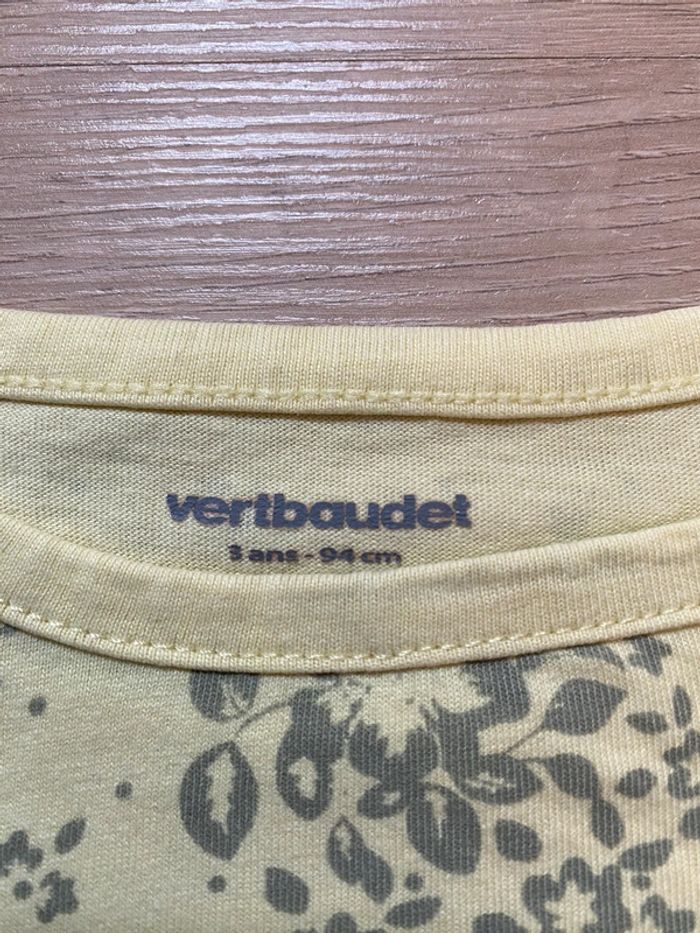 vertbaudet
3 ans - 94 cm